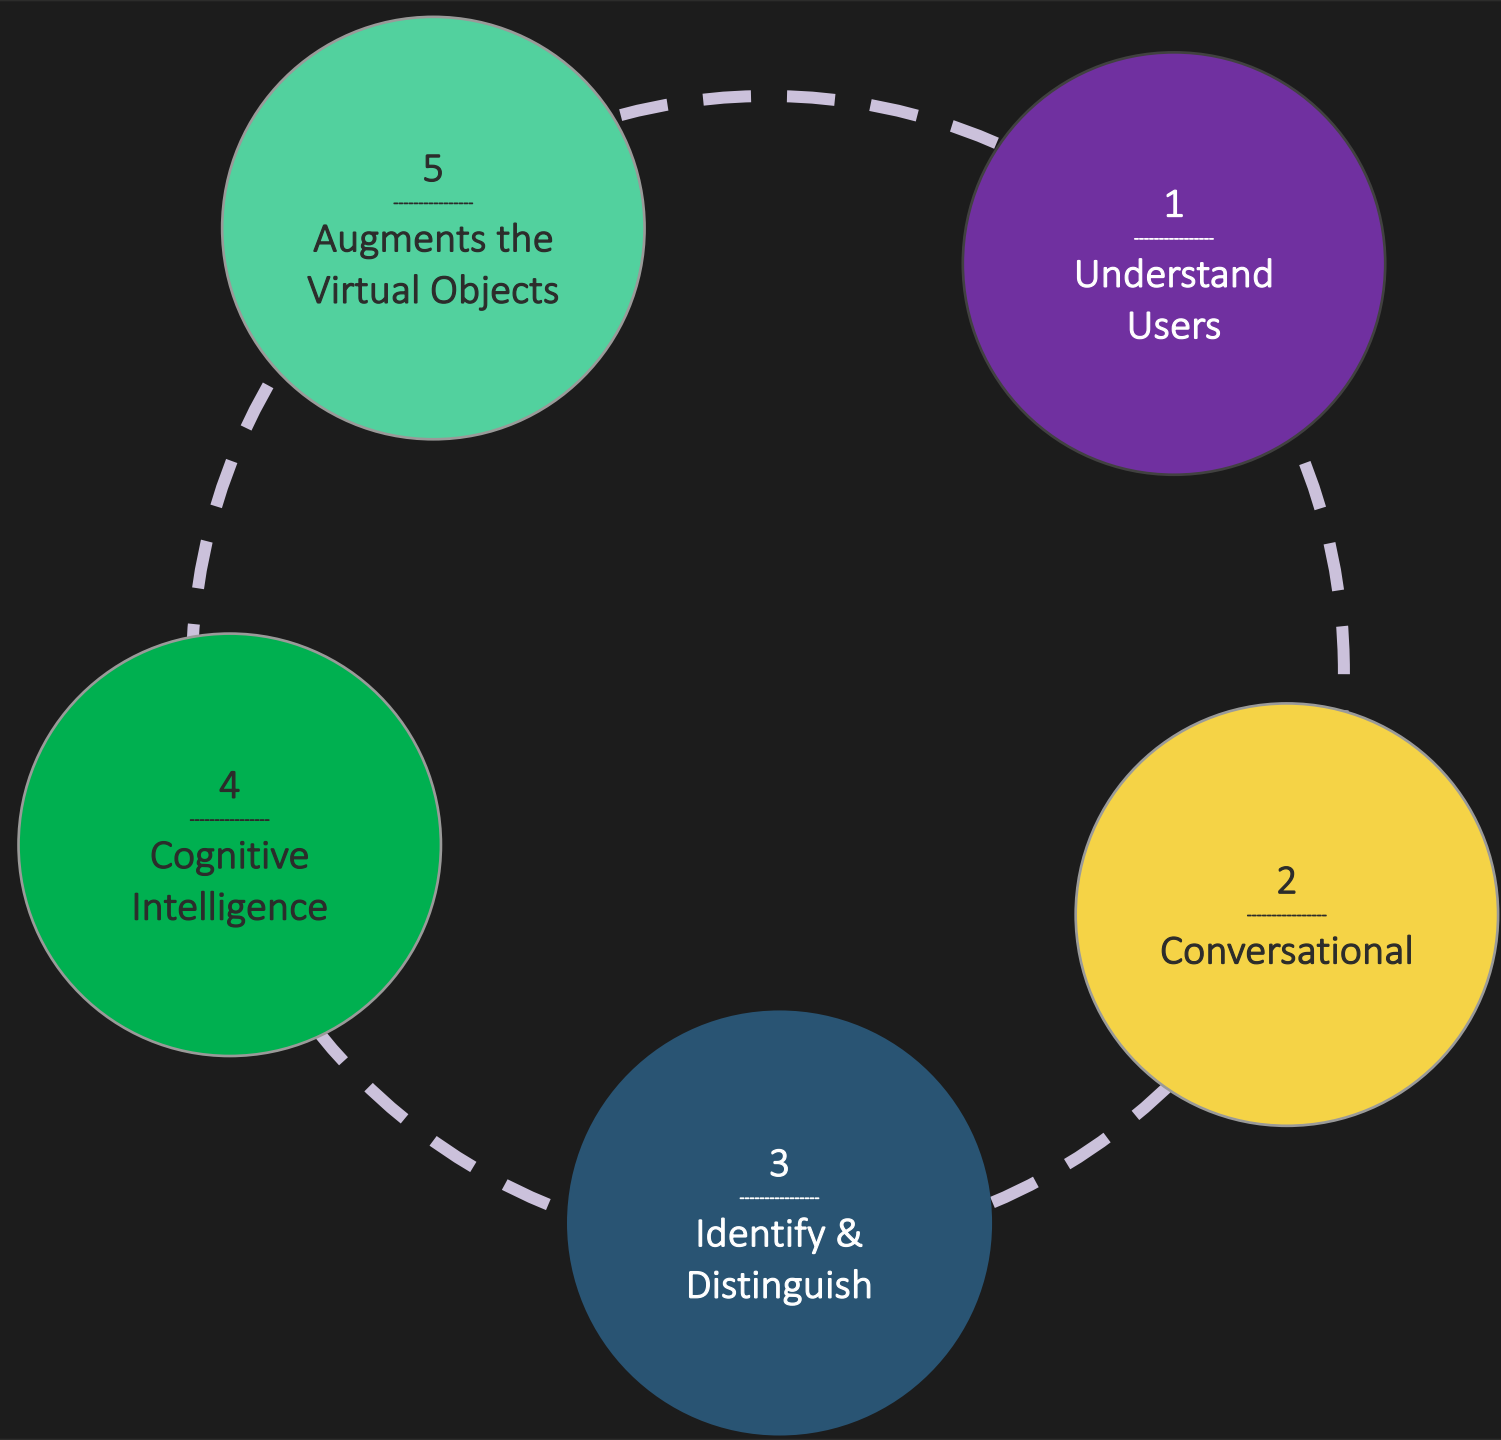 1
----------------
Understand
Users
2
----------------
Conversational
3
----------------
Identify &
Distinguish
4
----------------
Cognitive
Intelligence
5
----------------
Augments the
Virtual Objects